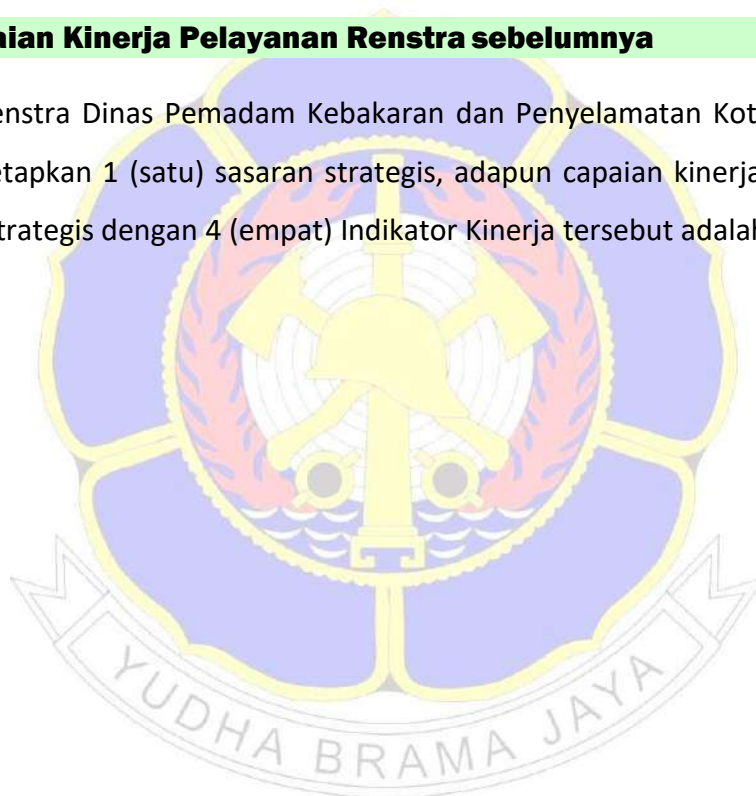 aian Kinerja Pelayanan Renstra sebelumnya
enstra Dinas Pemadam Kebakaran dan Penyelamatan Kot
etapkan 1 (satu) sasaran strategis, adapun capaian kinerja
trategis dengan 4 (empat) Indikator Kinerja tersebut adalah
YUDHA BRAMA JAYA